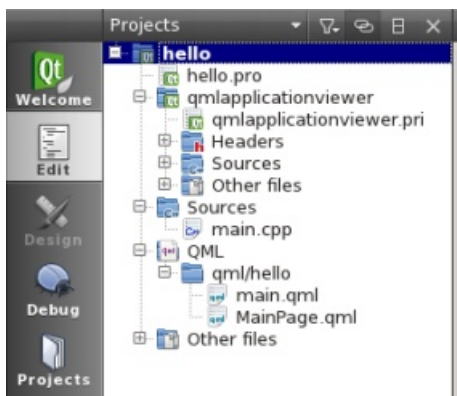 Projects
hello
hello.pro
qmlapplicationviewer
qmlapplicationviewer.pri
Headers
Sources
Other files
Sources
main.cpp
QML
qml/hello
main.qml
MainPage.qml
Other files
Qt
Welcome
Edit
Design
Debug
Projects